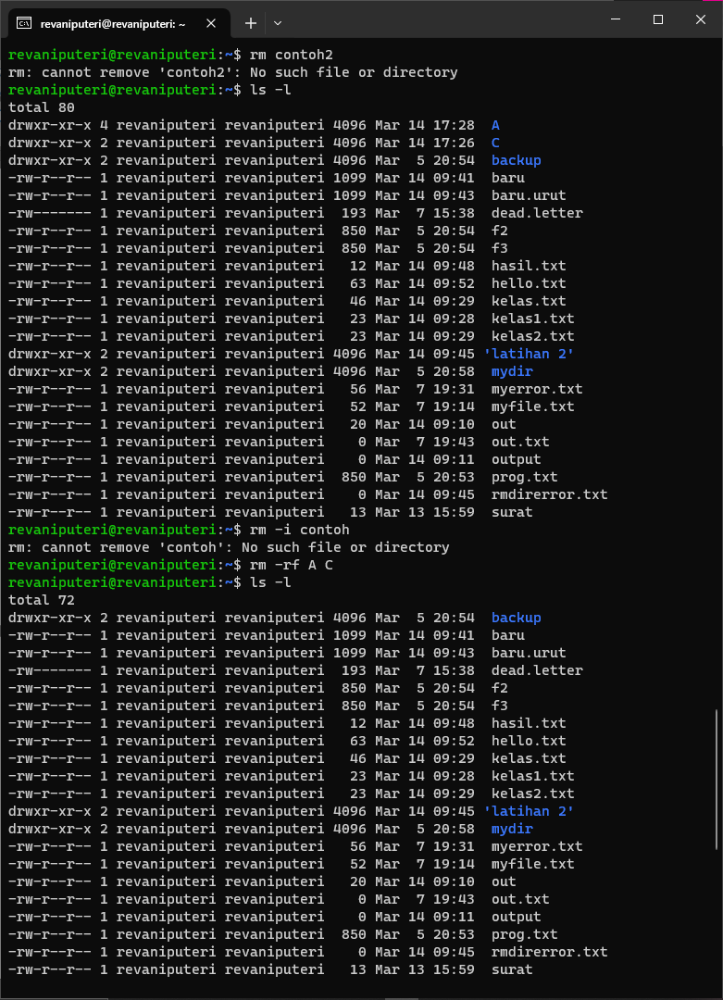 revaniputeri@revaniputeri: ~
revaniputeri@revaniputeri:~$ rm contoh2
rm: cannot remove 'contoh2': No such file or directory
revaniputeri@revaniputeri:~$ ls -l
total 80
drwxr-xr-x 4 revaniputeri revaniputeri 4096 Mar 14 17:28  A
drwxr-xr-x 2 revaniputeri revaniputeri 4096 Mar 14 17:26  C
drwxr-xr-x 2 revaniputeri revaniputeri 4096 Mar  5 20:54  backup
-rw-r--r-- 1 revaniputeri revaniputeri 1099 Mar 14 09:41  baru
-rw-r--r-- 1 revaniputeri revaniputeri 1099 Mar 14 09:43  baru.urut
-rw------- 1 revaniputeri revaniputeri  193 Mar  7 15:38  dead.letter
-rw-r--r-- 1 revaniputeri revaniputeri  850 Mar  5 20:54  f2
-rw-r--r-- 1 revaniputeri revaniputeri  850 Mar  5 20:54  f3
-rw-r--r-- 1 revaniputeri revaniputeri   12 Mar 14 09:48  hasil.txt
-rw-r--r-- 1 revaniputeri revaniputeri   63 Mar 14 09:52  hello.txt
-rw-r--r-- 1 revaniputeri revaniputeri   46 Mar 14 09:29  kelas.txt
-rw-r--r-- 1 revaniputeri revaniputeri   23 Mar 14 09:28  kelas1.txt
-rw-r--r-- 1 revaniputeri revaniputeri   23 Mar 14 09:29  kelas2.txt
drwxr-xr-x 2 revaniputeri revaniputeri 4096 Mar 14 09:45 'latihan 2'
drwxr-xr-x 2 revaniputeri revaniputeri 4096 Mar  5 20:58  mydir
-rw-r--r-- 1 revaniputeri revaniputeri   56 Mar  7 19:31  myerror.txt
-rw-r--r-- 1 revaniputeri revaniputeri   52 Mar  7 19:14  myfile.txt
-rw-r--r-- 1 revaniputeri revaniputeri   20 Mar 14 09:10  out
-rw-r--r-- 1 revaniputeri revaniputeri    0 Mar  7 19:43  out.txt
-rw-r--r-- 1 revaniputeri revaniputeri    0 Mar 14 09:11  output
-rw-r--r-- 1 revaniputeri revaniputeri  850 Mar  5 20:53  prog.txt
-rw-r--r-- 1 revaniputeri revaniputeri    0 Mar 14 09:45  rmdirerror.txt
-rw-r--r-- 1 revaniputeri revaniputeri   13 Mar 13 15:59  surat
revaniputeri@revaniputeri:~$ rm -i contoh
rm: cannot remove 'contoh': No such file or directory
revaniputeri@revaniputeri:~$ rm -rf A C
revaniputeri@revaniputeri:~$ ls -l
total 72
drwxr-xr-x 2 revaniputeri revaniputeri 4096 Mar  5 20:54  backup
-rw-r--r-- 1 revaniputeri revaniputeri 1099 Mar 14 09:41  baru
-rw-r--r-- 1 revaniputeri revaniputeri 1099 Mar 14 09:43  baru.urut
-rw------- 1 revaniputeri revaniputeri  193 Mar  7 15:38  dead.letter
-rw-r--r-- 1 revaniputeri revaniputeri  850 Mar  5 20:54  f2
-rw-r--r-- 1 revaniputeri revaniputeri  850 Mar  5 20:54  f3
-rw-r--r-- 1 revaniputeri revaniputeri   12 Mar 14 09:48  hasil.txt
-rw-r--r-- 1 revaniputeri revaniputeri   63 Mar 14 09:52  hello.txt
-rw-r--r-- 1 revaniputeri revaniputeri   46 Mar 14 09:29  kelas.txt
-rw-r--r-- 1 revaniputeri revaniputeri   23 Mar 14 09:28  kelas1.txt
-rw-r--r-- 1 revaniputeri revaniputeri   23 Mar 14 09:29  kelas2.txt
drwxr-xr-x 2 revaniputeri revaniputeri 4096 Mar 14 09:45 'latihan 2'
drwxr-xr-x 2 revaniputeri revaniputeri 4096 Mar  5 20:58  mydir
-rw-r--r-- 1 revaniputeri revaniputeri   56 Mar  7 19:31  myerror.txt
-rw-r--r-- 1 revaniputeri revaniputeri   52 Mar  7 19:14  myfile.txt
-rw-r--r-- 1 revaniputeri revaniputeri   20 Mar 14 09:10  out
-rw-r--r-- 1 revaniputeri revaniputeri    0 Mar  7 19:43  out.txt
-rw-r--r-- 1 revaniputeri revaniputeri    0 Mar 14 09:11  output
-rw-r--r-- 1 revaniputeri revaniputeri  850 Mar  5 20:53  prog.txt
-rw-r--r-- 1 revaniputeri revaniputeri    0 Mar 14 09:45  rmdirerror.txt
-rw-r--r-- 1 revaniputeri revaniputeri   13 Mar 13 15:59  surat